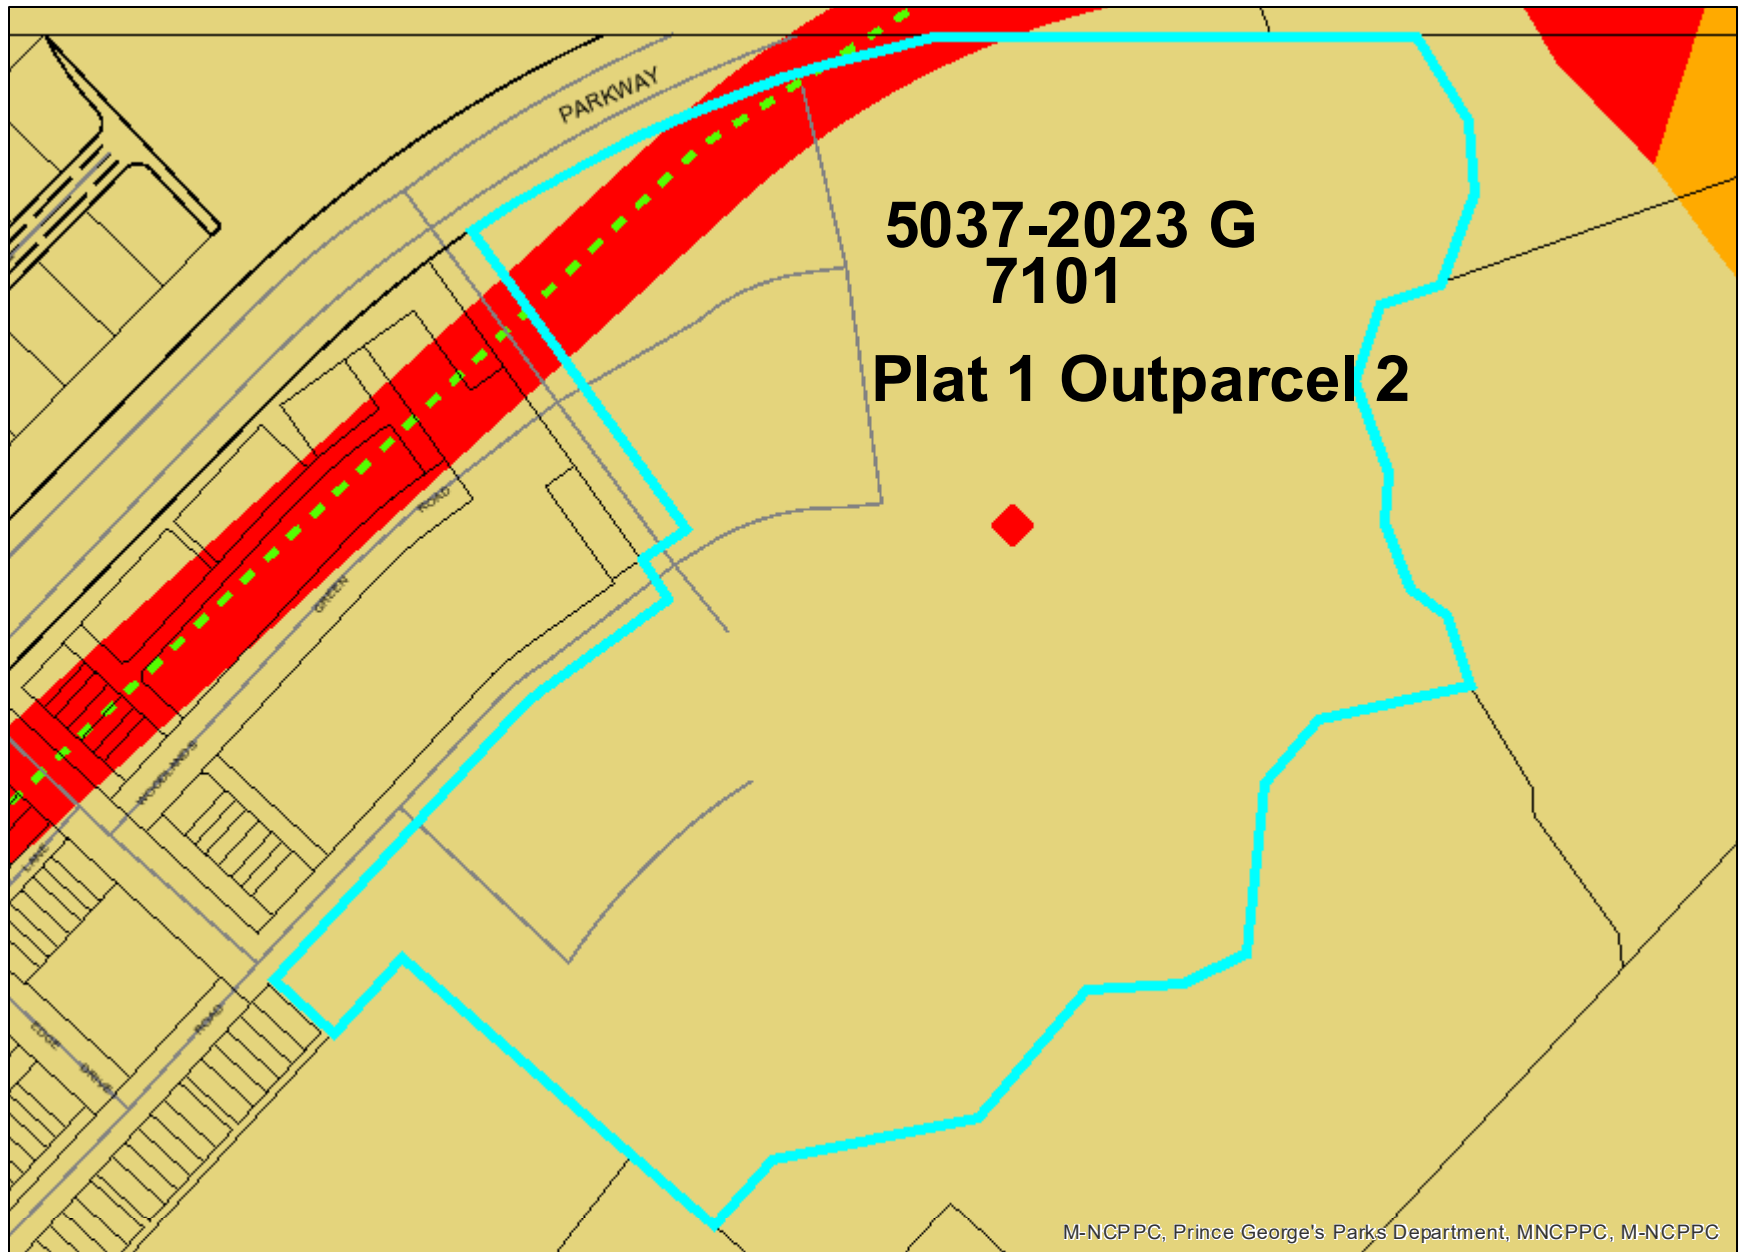 PARKWAY
5037-2023 G
7101
Plat 1 Outparcel 2
ROAD
GREEN
WOODLANDS
LANE
ROAD
EDGE
DRIVE
M-NCPPC, Prince George's Parks Department, MNCPPC, M-NCPPC